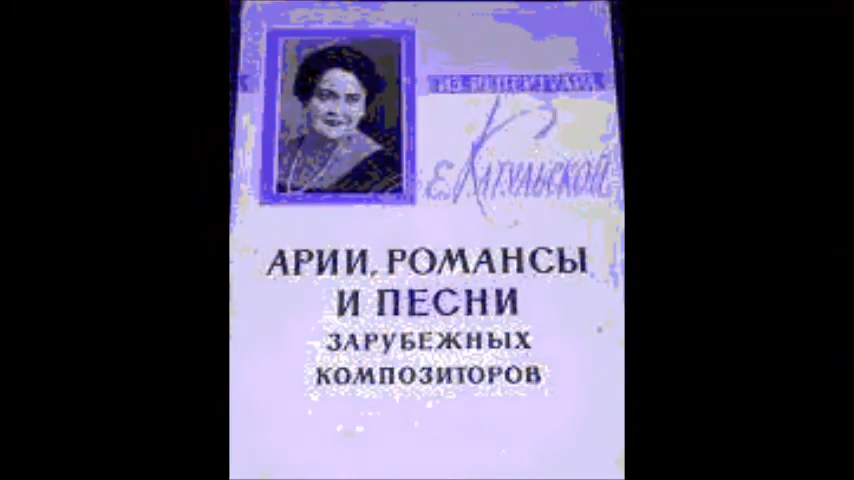 ИЗ РЕПЕРТУАРА
Е. Катульской
АРИИ, РОМАНСЫ
И ПЕСНИ
ЗАРУБЕЖНЫХ
КОМПОЗИТОРОВ